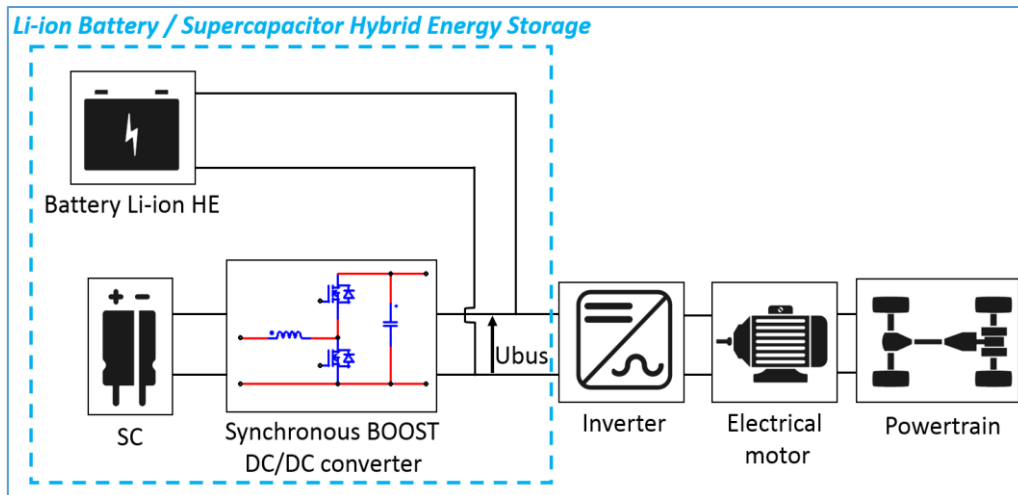 Li-ion Battery / Supercapacitor Hybrid Energy Storage
Battery Li-ion HE
SC
Synchronous BOOST
DC/DC converter
Ubus
Inverter
Electrical
motor
Powertrain